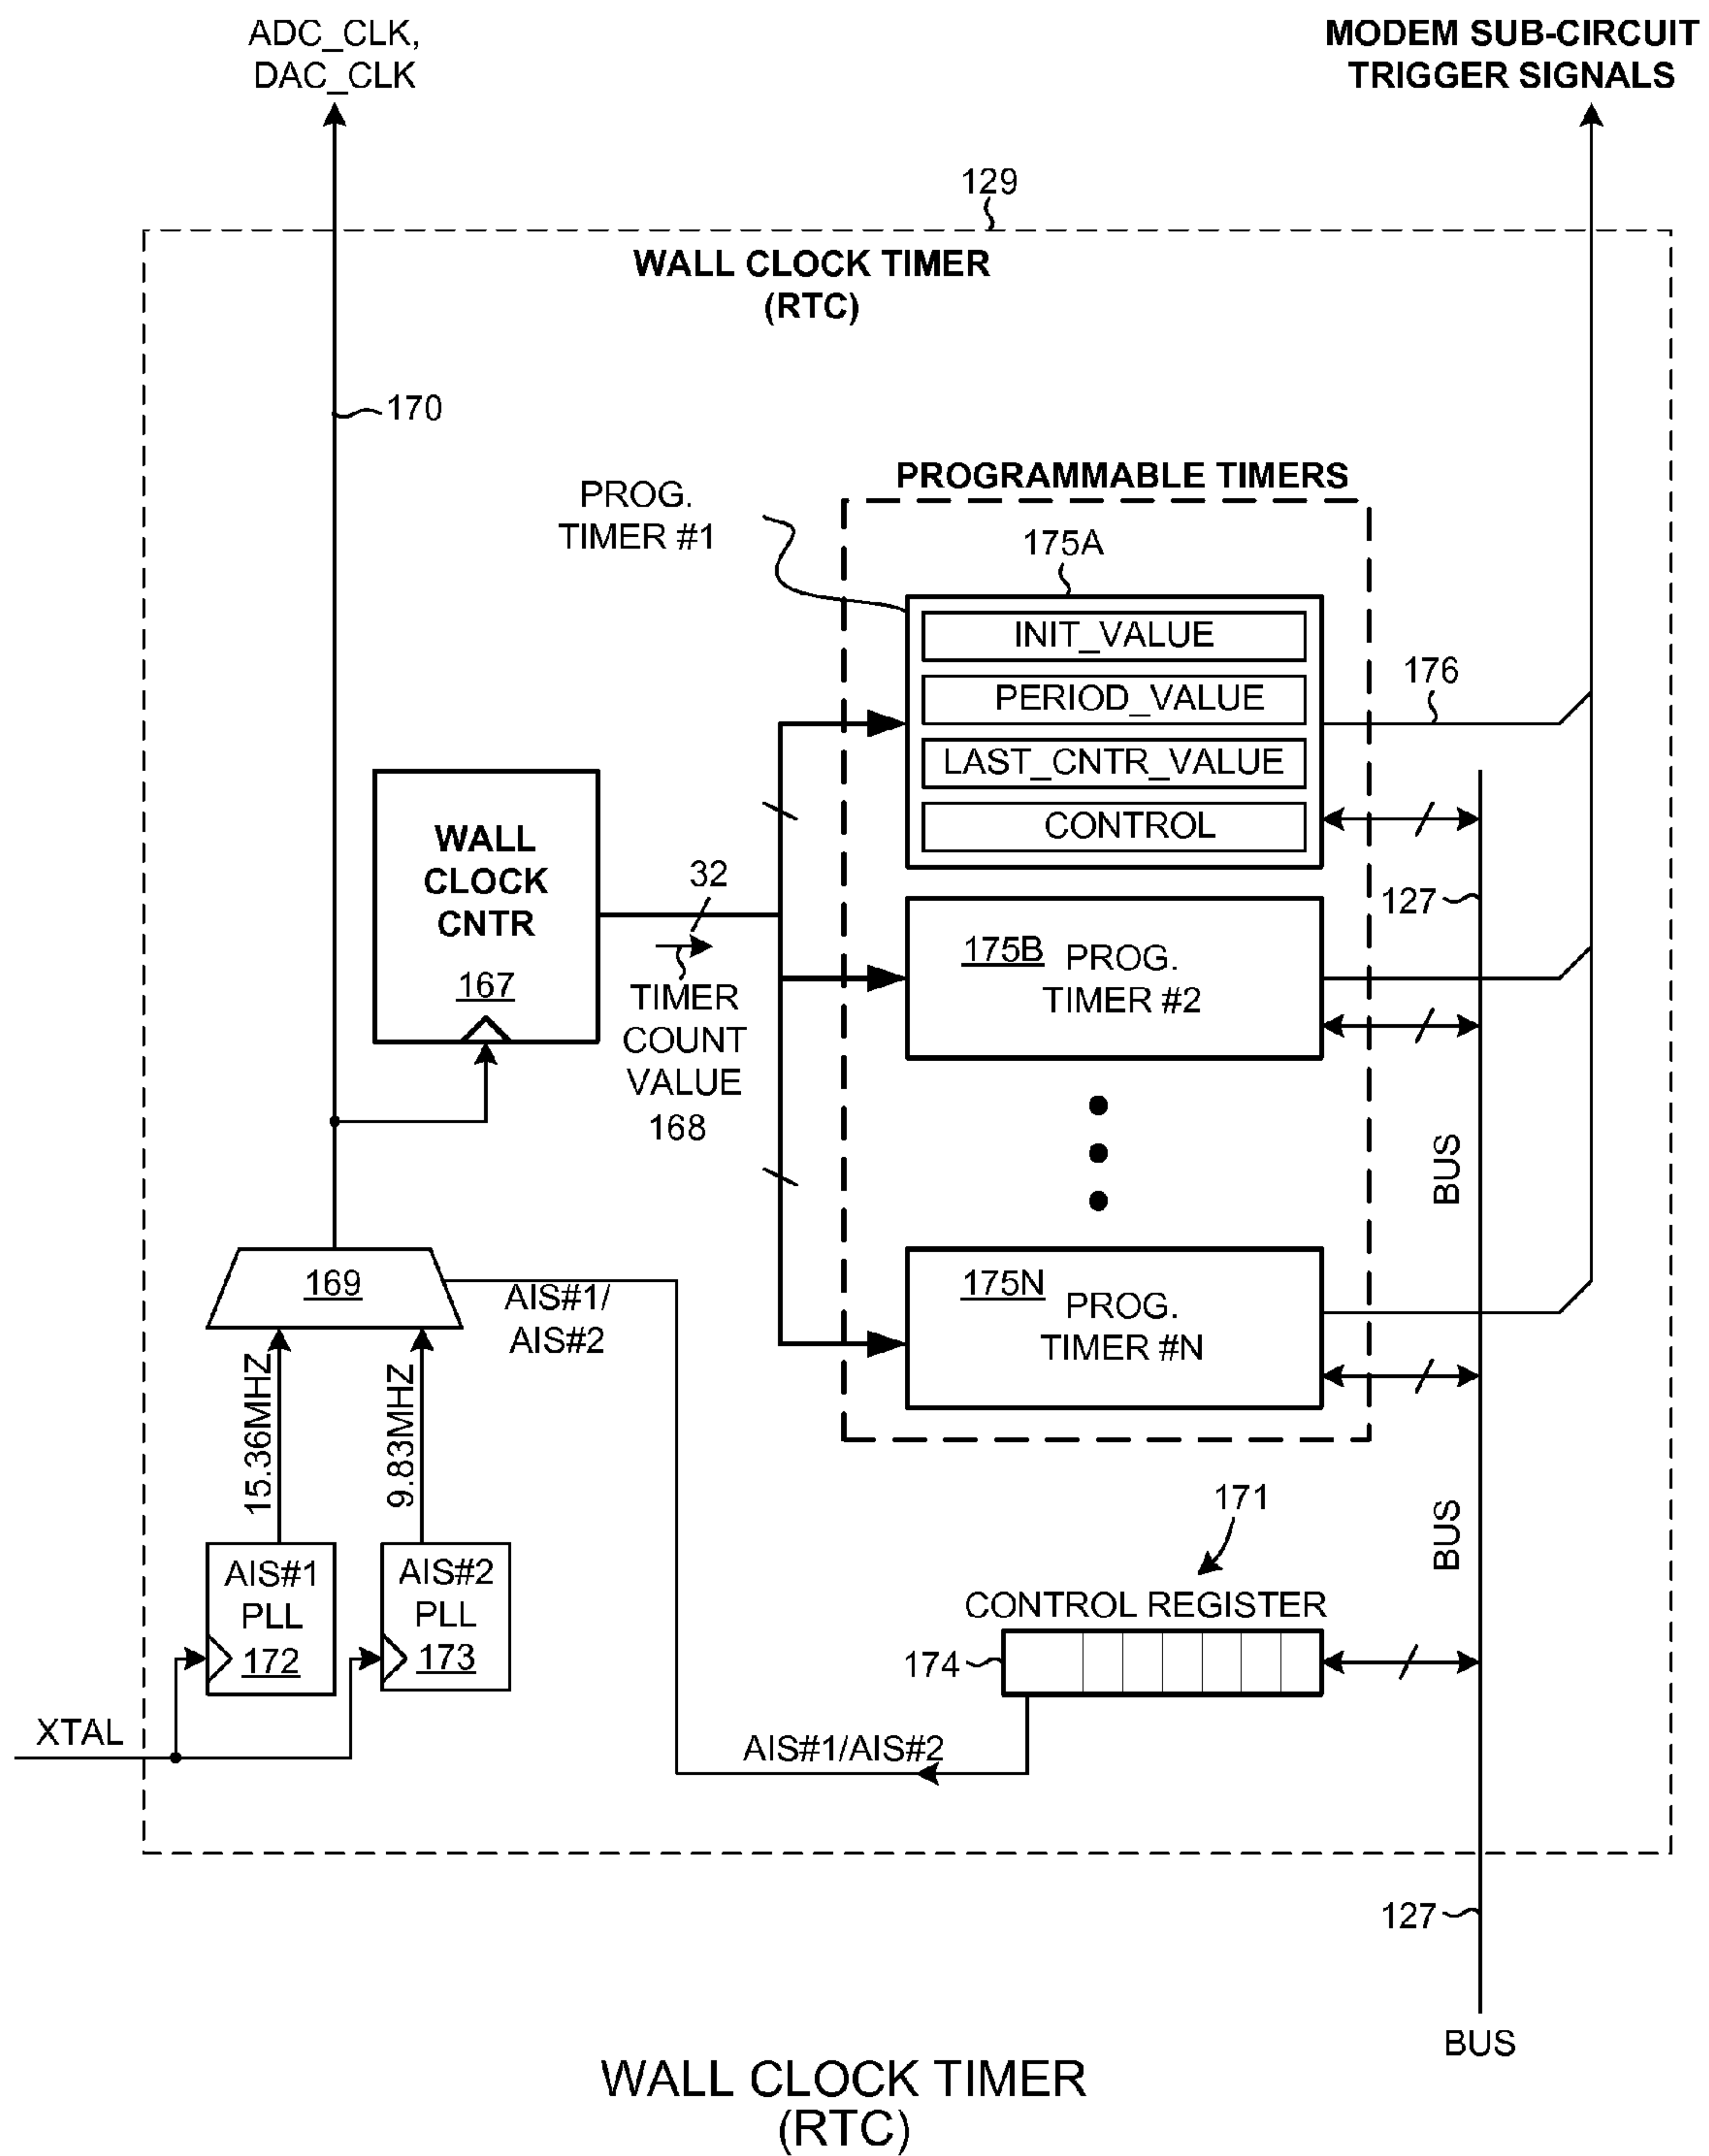 ADC_CLK,
DAC_CLK
MODEM SUB-CIRCUIT
TRIGGER SIGNALS
129
WALL CLOCK TIMER
(RTC)
170
PROGRAMMABLE TIMERS
PROG.
TIMER #1
175A
INIT_VALUE
PERIOD_VALUE
LAST_CNTR_VALUE
CONTROL
176
WALL
CLOCK
CNTR
167
32
TIMER
COUNT
VALUE
168
127
175B PROG.
TIMER #2
BUS
169
AIS#1/
AIS#2
175N PROG.
TIMER #N
15.36MHZ
9.83MHZ
BUS
171
AIS#1
PLL
172
AIS#2
PLL
173
CONTROL REGISTER
174
XTAL
AIS#1/AIS#2
127
BUS
WALL CLOCK TIMER
(RTC)